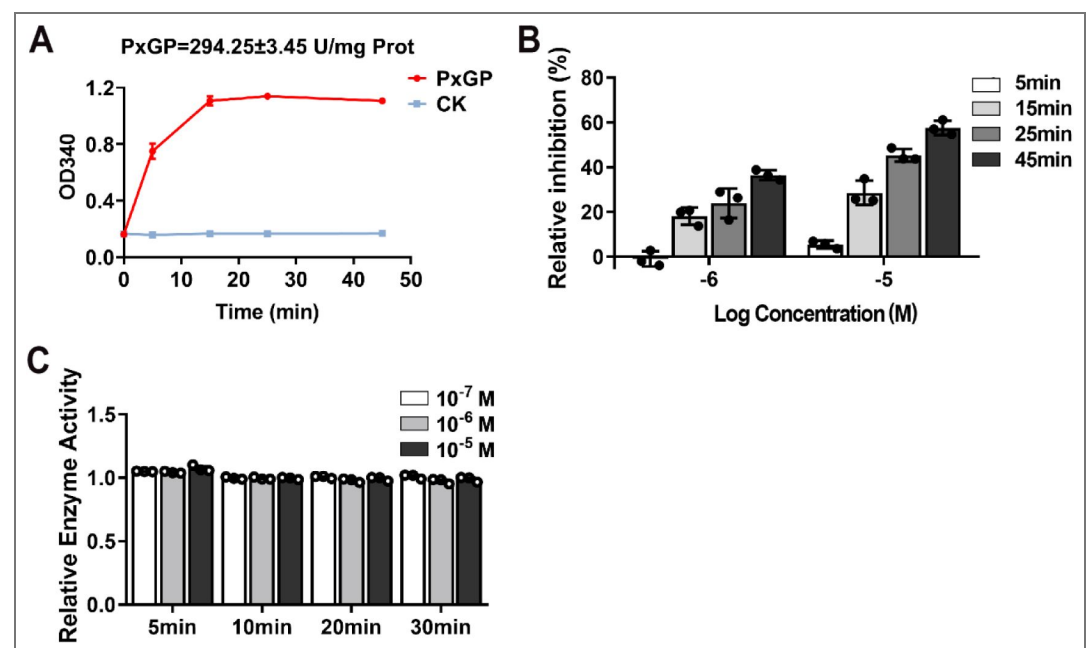 A
PxGP=294.25±3.45 U/mg Prot
PxGP
CK
1.2
0.8
0.4
0.0
OD340
0 10 20 30 40 50
Time (min)
B
5min
15min
25min
45min
80
60
40
20
0
Relative inhibition (%)
-6 -5
Log Concentration (M)
C
10⁻⁷ M
10⁻⁶ M
10⁻⁵ M
1.5
1.0
0.5
0.0
Relative Enzyme Activity
5min 10min 20min 30min